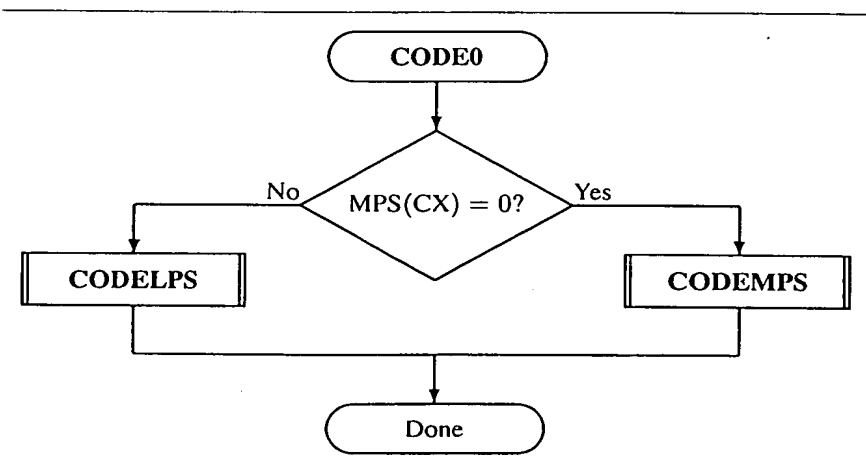 CODE0
MPS(CX) = 0?
No
Yes
CODELPS
CODEMPS
Done